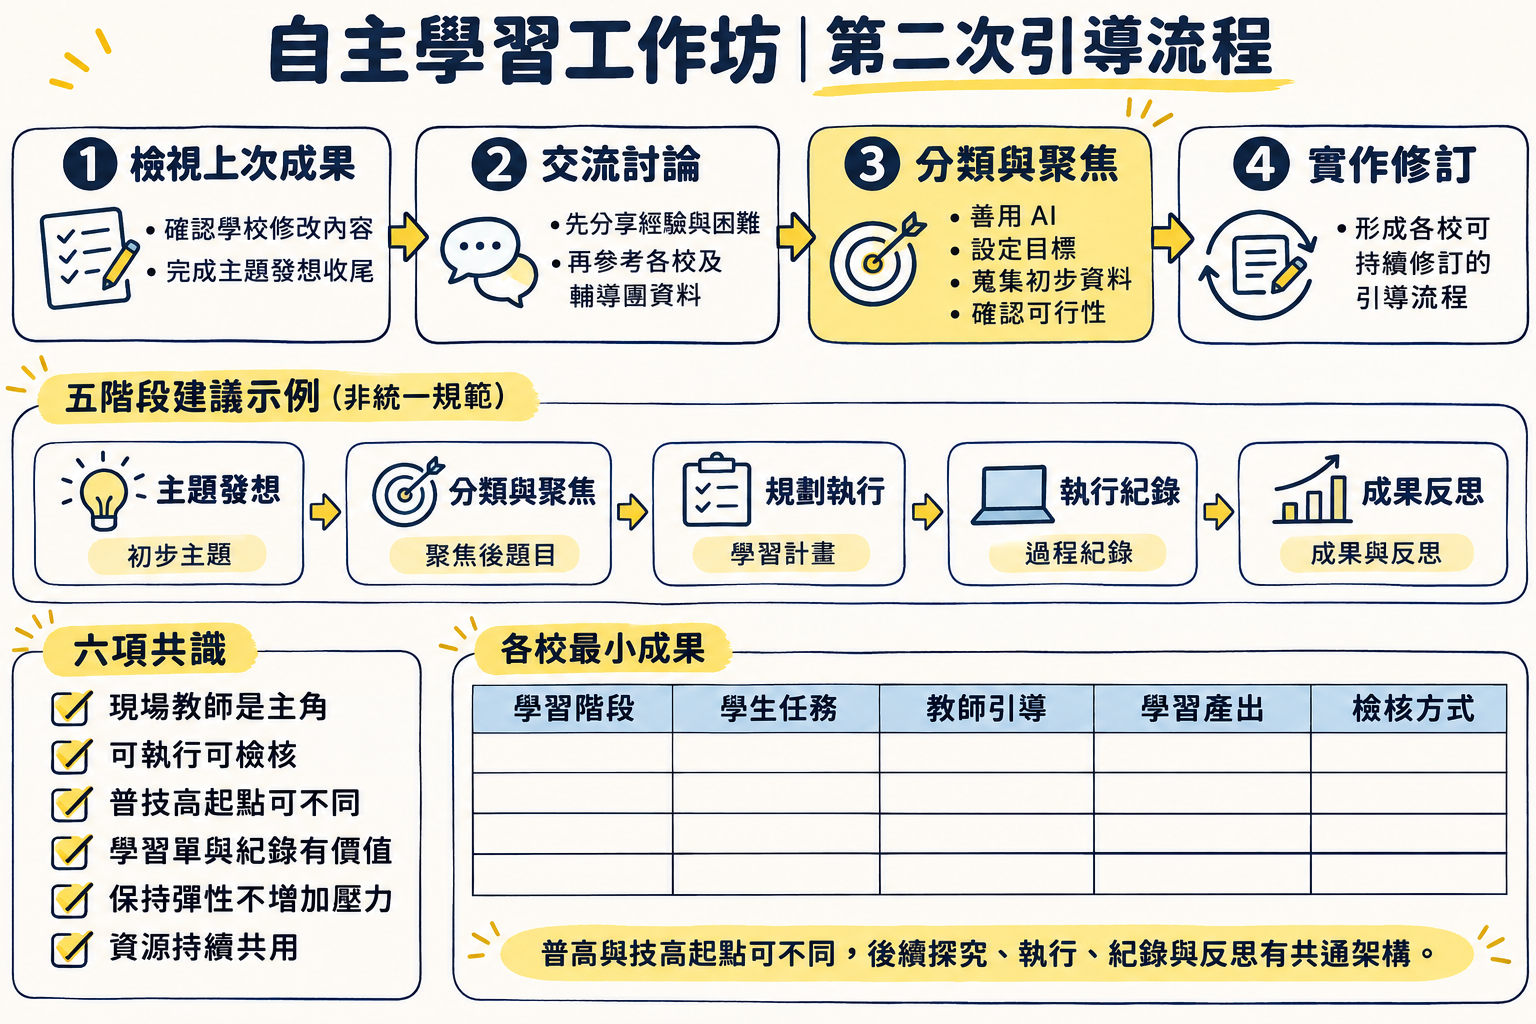 自主學習工作坊|第二次引導流程
1 檢視上次成果
• 確認學校修改內容
• 完成主題發想收尾
2 交流討論
• 先分享經驗與困難
• 再參考各校及
輔導團資料
3 分類與聚焦
• 善用 AI
• 設定目標
• 蒐集初步資料
• 確認可行性
4 實作修訂
• 形成各校可
持續修訂的
引導流程
五階段建議示例(非統一規範)
主題發想
初步主題
分類與聚焦
聚焦後題目
規劃執行
學習計畫
執行紀錄
過程紀錄
成果反思
成果與反思
六項共識
現場教師是主角
可執行可檢核
普技高起點可不同
學習單與紀錄有價值
保持彈性不增加壓力
資源持續共用
各校最小成果
學習階段 學生任務 教師引導 學習產出 檢核方式
普高與技高起點可不同,後續探究、執行、紀錄與反思有共通架構。